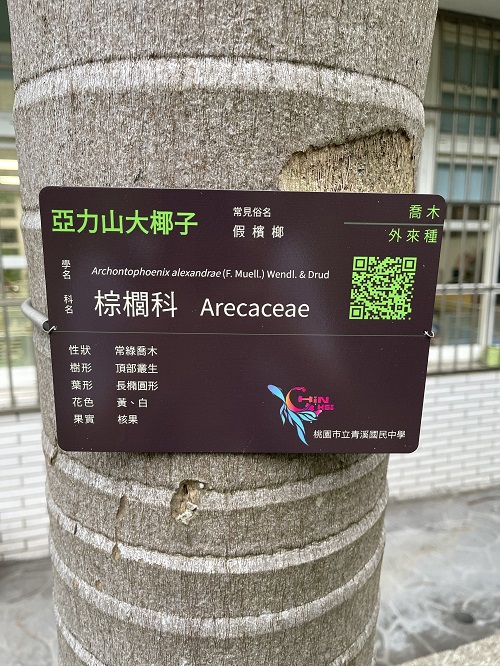 亞力山大椰子
常見俗名
假檳榔
喬木
外來種
學名
Archontophoenix alexandrae (F. Muell.) Wendl. & Drud
科名
棕櫚科 Arecaceae
性狀 常綠喬木
樹形 頂部叢生
葉形 長橢圓形
花色 黃、白
果實 核果
桃園市立青溪國民中學